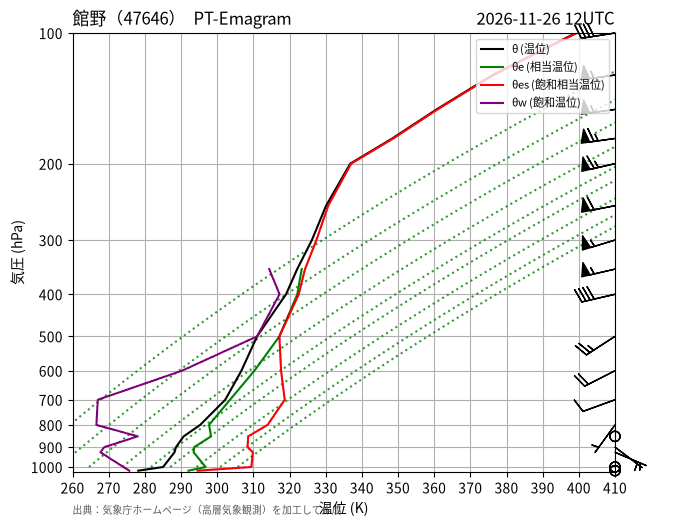 館野（47646） PT-Emagram
2026-11-26 12UTC
100
200
300
400
500
600
700
800
900
1000
気圧 (hPa)
θ (温位)
θe (相当温位)
θes (飽和相当温位)
θw (飽和温位)
260 270 280 290 300 310 320 330 340 350 360 370 380 390 400 410
温位 (K)
出典：気象庁ホームページ（高層気象観測）を加工して